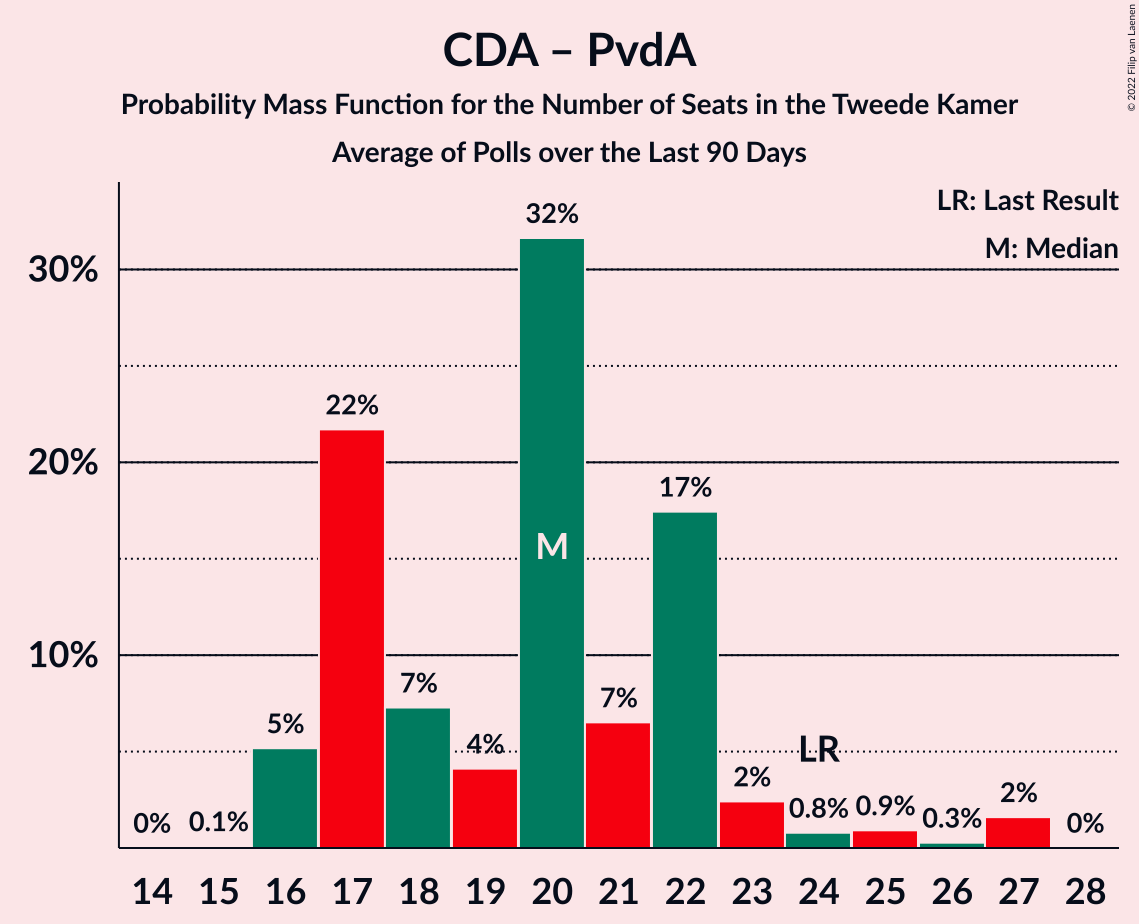 CDA – PvdA
Probability Mass Function for the Number of Seats in the Tweede Kamer
Average of Polls over the Last 90 Days
© 2022 Filip van Laenen
LR: Last Result
M: Median
30%
20%
10%
0%
0.1%
5%
22%
7%
4%
32%
M
7%
17%
2%
LR
0.8%
0.9%
0.3%
2%
0%
14 15 16 17 18 19 20 21 22 23 24 25 26 27 28